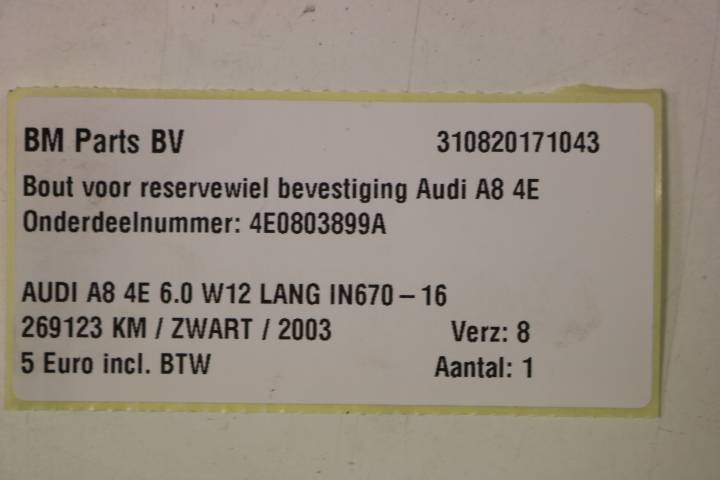 BM Parts BV 310820171043
Bout voor reservewiel bevestiging Audi A8 4E
Onderdeelnummer: 4E0803899A
AUDI A8 4E 6.0 W12 LANG IN670 – 16
269123 KM / ZWART / 2003 Verz: 8
5 Euro incl. BTW Aantal: 1